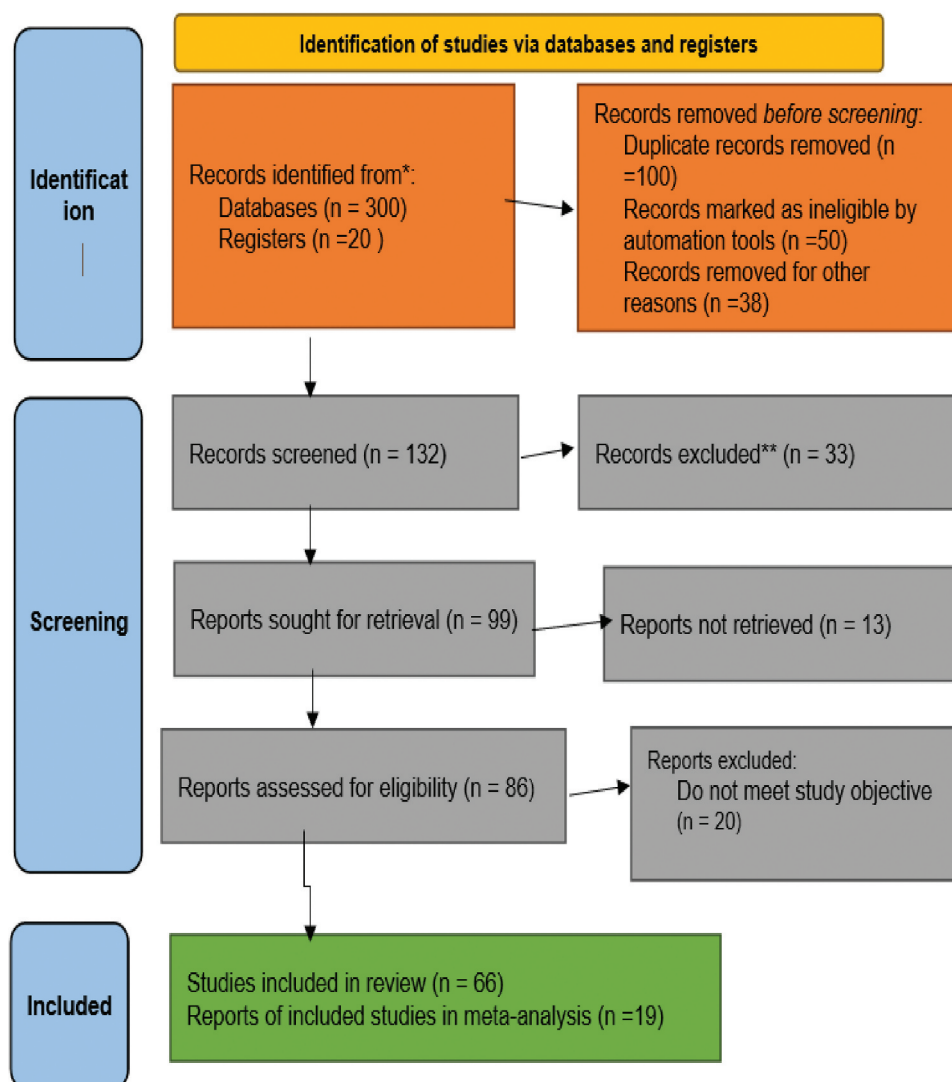 Identification of studies via databases and registers
Identificat
ion
Records identified from*:
Databases (n = 300)
Registers (n =20 )
Records removed before screening:
Duplicate records removed (n
=100)
Records marked as ineligible by
automation tools (n =50)
Records removed for other
reasons (n =38)
Screening
Records screened (n = 132)
Records excluded** (n = 33)
Reports sought for retrieval (n = 99)
Reports not retrieved (n = 13)
Reports assessed for eligibility (n = 86)
Reports excluded:
Do not meet study objective
(n = 20)
Included
Studies included in review (n = 66)
Reports of included studies in meta-analysis (n =19)